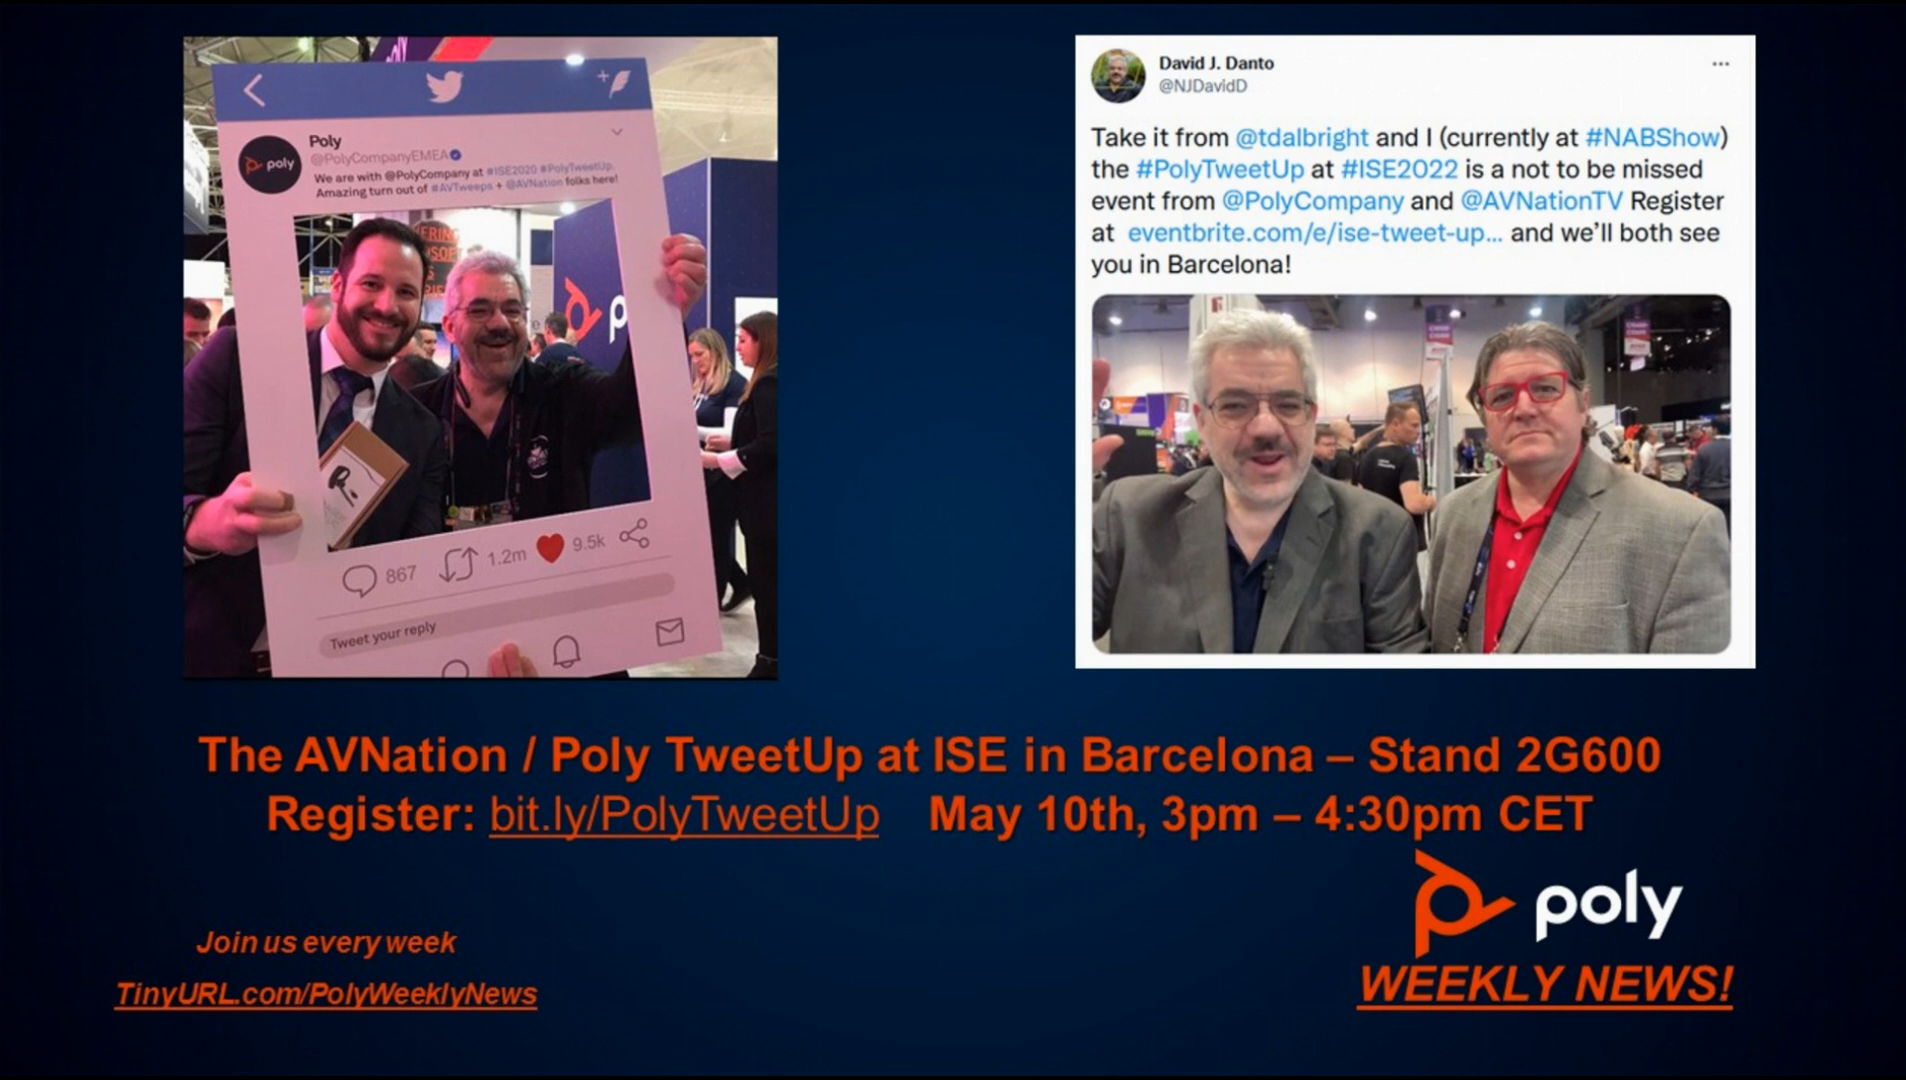 Poly
@PolyCompanyEMEA
poly
We are with @PolyCompany at #ISE2020 #PolyTweetUp.
Amazing turn out of #AVTweeps + @AVNation folks here!
poly
867 1.2m 9.5k
Tweet your reply
David J. Danto
@NJDavidD
Take it from @tdalbright and I (currently at #NABShow)
the #PolyTweetUp at #ISE2022 is a not to be missed
event from @PolyCompany and @AVNationTV Register
at eventbrite.com/e/ise-tweet-up... and we'll both see
you in Barcelona!
The AVNation / Poly TweetUp at ISE in Barcelona – Stand 2G600
Register: bit.ly/PolyTweetUp May 10th, 3pm – 4:30pm CET
poly
WEEKLY NEWS!
Join us every week
TinyURL.com/PolyWeeklyNews